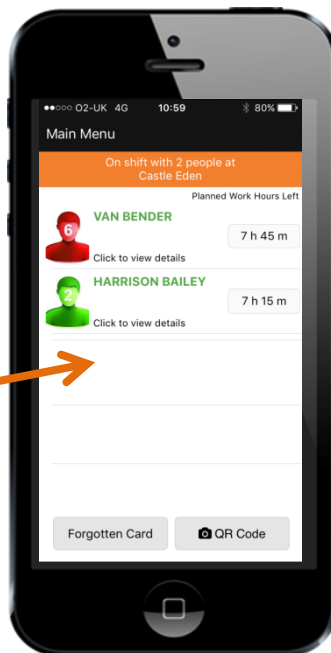 ●●○○○ O2-UK 4G 10:59 80%
Main Menu
On shift with 2 people at
Castle Eden
Planned Work Hours Left
6
VAN BENDER
7 h 45 m
Click to view details
2
HARRISON BAILEY
7 h 15 m
Click to view details
Forgotten Card
QR Code